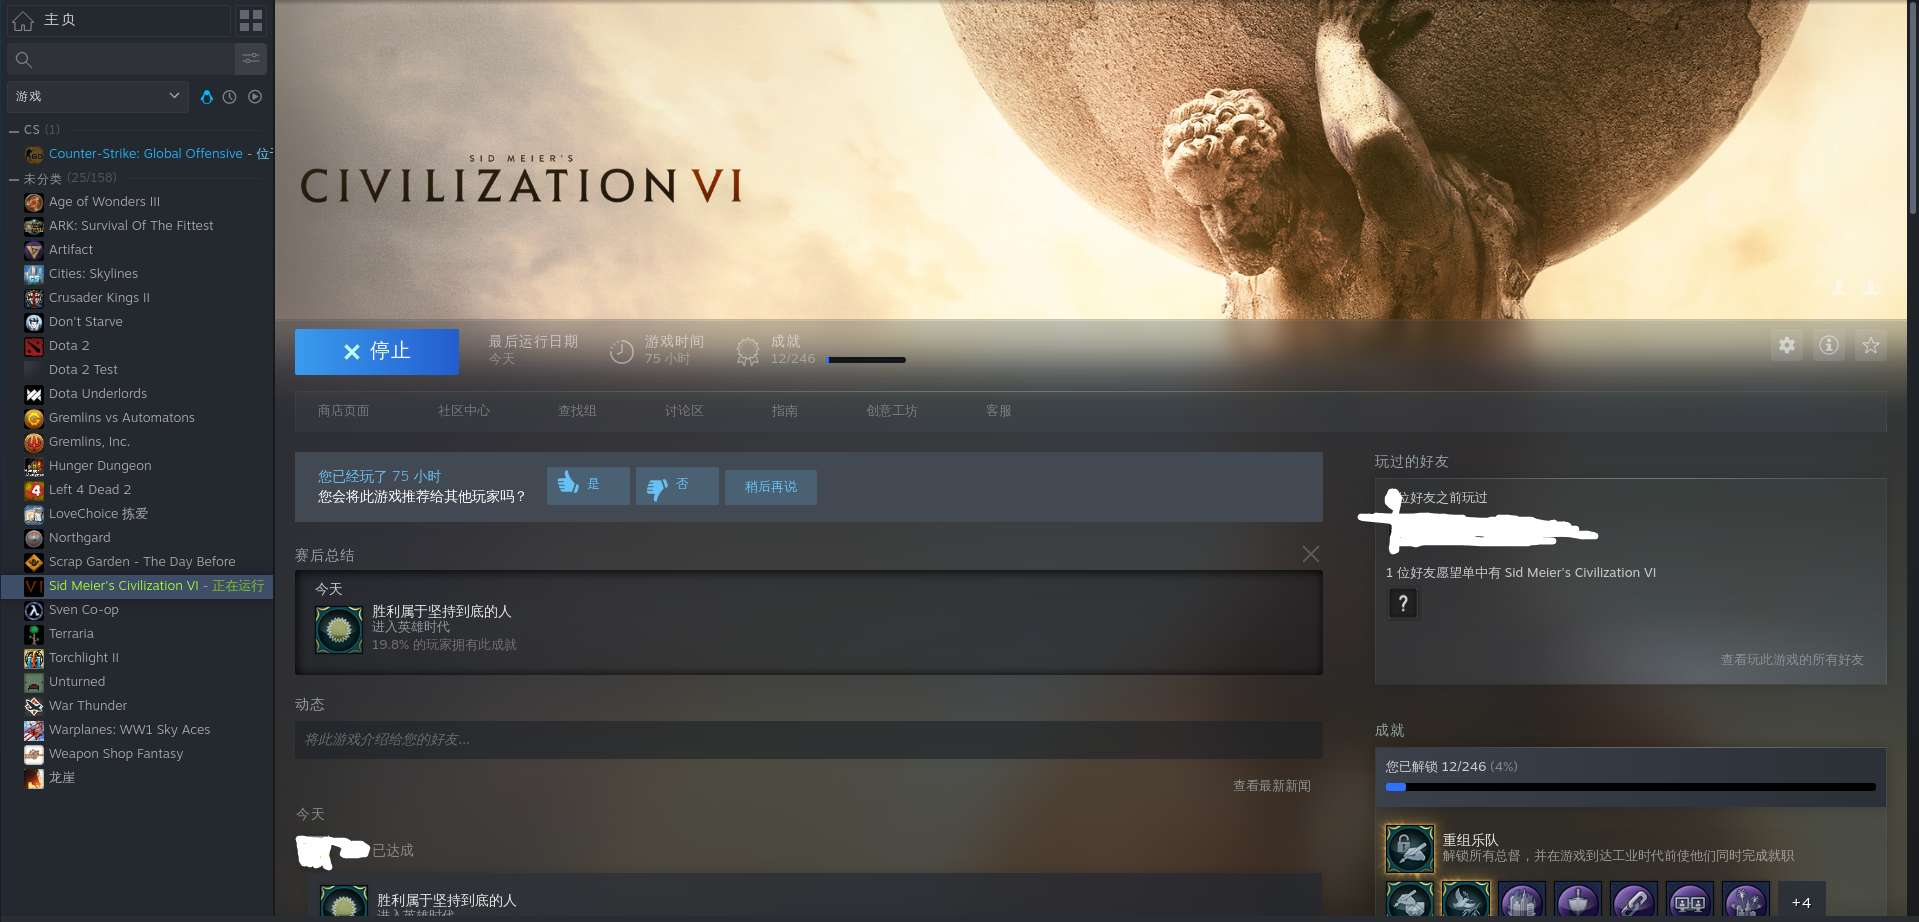 主页
游戏
CS (1)
Counter-Strike: Global Offensive - 位于
未分类 (25/158)
Age of Wonders III
ARK: Survival Of The Fittest
Artifact
Cities: Skylines
Crusader Kings II
Don't Starve
Dota 2
Dota 2 Test
Dota Underlords
Gremlins vs Automatons
Gremlins, Inc.
Hunger Dungeon
Left 4 Dead 2
LoveChoice 拣爱
Northgard
Scrap Garden - The Day Before
Sid Meier's Civilization VI - 正在运行
Sven Co-op
Terraria
Torchlight II
Unturned
War Thunder
Warplanes: WW1 Sky Aces
Weapon Shop Fantasy
龙崖
SID MEIER'S
CIVILIZATION VI
停止
最后运行日期
今天
游戏时间
75 小时
成就
12/246
商店页面 社区中心 查找组 讨论区 指南 创意工坊 客服
您已经玩了 75 小时
您会将此游戏推荐给其他玩家吗？
是
否
稍后再说
赛后总结
今天
胜利属于坚持到底的人
进入英雄时代
19.8% 的玩家拥有此成就
动态
将此游戏介绍给您的好友...
查看最新新闻
今天
已达成
胜利属于坚持到底的人
进入英雄时代
玩过的好友
位好友之前玩过
1 位好友愿望单中有 Sid Meier's Civilization VI
?
查看玩此游戏的所有好友
成就
您已解锁 12/246 (4%)
重组乐队
解锁所有总督，并在游戏到达工业时代前使他们同时完成就职
+4